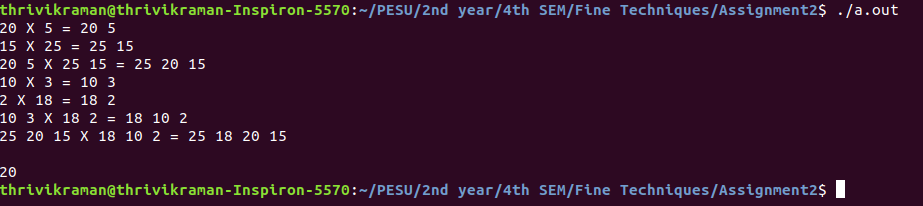 thrivikraman@thrivikraman-Inspiron-5570:~/PESU/2nd year/4th SEM/Fine Techniques/Assignment2$ ./a.out
20 X 5 = 20 5
15 X 25 = 25 15
20 5 X 25 15 = 25 20 15
10 X 3 = 10 3
2 X 18 = 18 2
10 3 X 18 2 = 18 10 2
25 20 15 X 18 10 2 = 25 18 20 15
20
thrivikraman@thrivikraman-Inspiron-5570:~/PESU/2nd year/4th SEM/Fine Techniques/Assignment2$